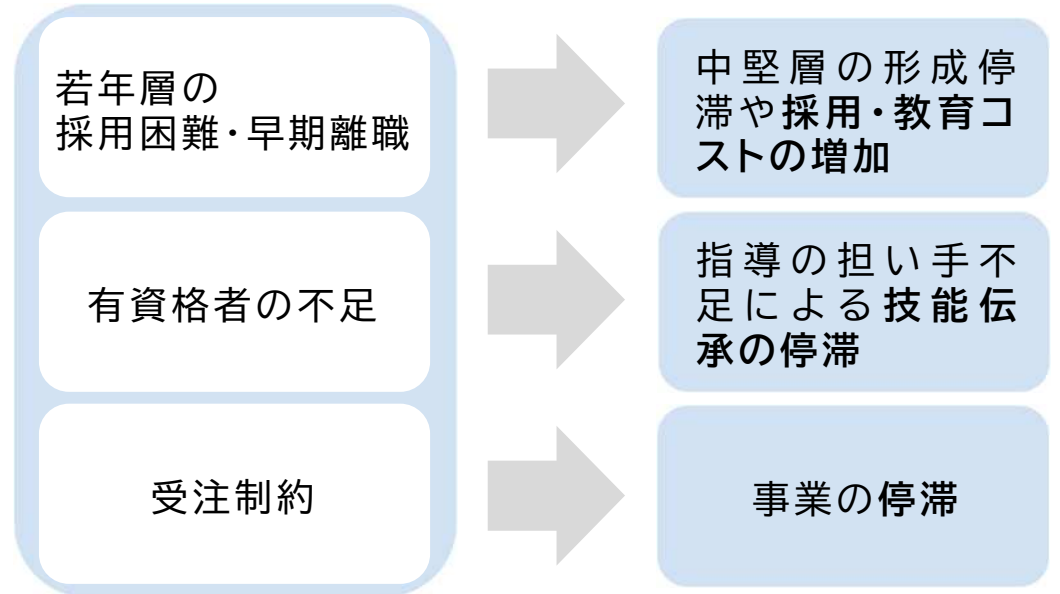 若年層の
採用困難・早期離職
中堅層の形成停
滞や採用・教育コ
ストの増加
有資格者の不足
指導の担い手不
足による技能伝
承の停滞
受注制約
事業の停滞